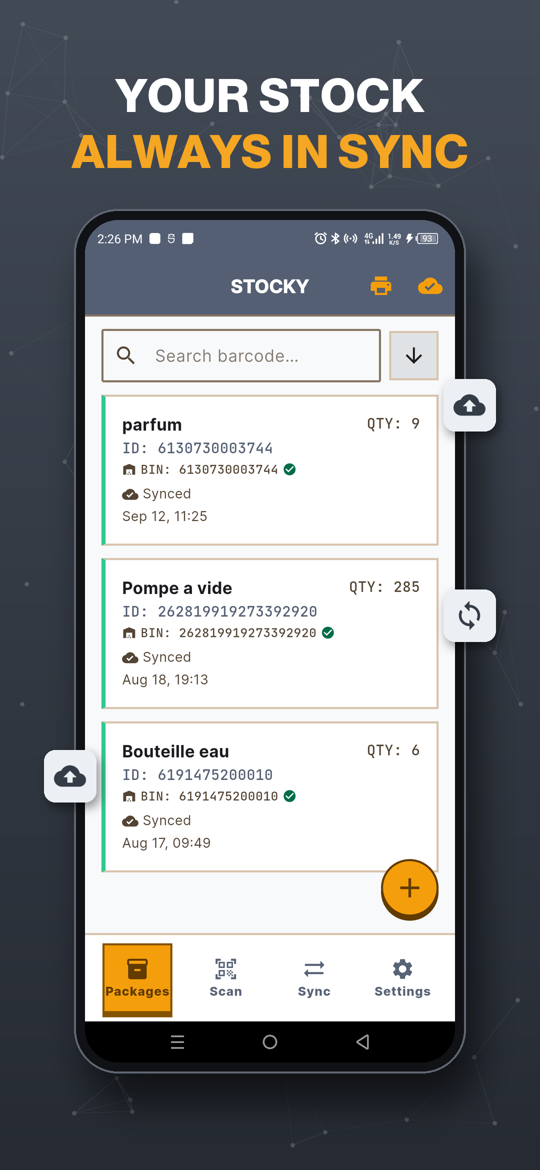 YOUR STOCK
ALWAYS IN SYNC
2:26 PM 4G 1.49 K/S 93
STOCKY
Search barcode...
parfum QTY: 9
ID: 6130730003744
BIN: 6130730003744
Synced
Sep 12, 11:25
Pompe a vide QTY: 285
ID: 262819919273392920
BIN: 262819919273392920
Synced
Aug 18, 19:13
Bouteille eau QTY: 6
ID: 6191475200010
BIN: 6191475200010
Synced
Aug 17, 09:49
Packages Scan Sync Settings